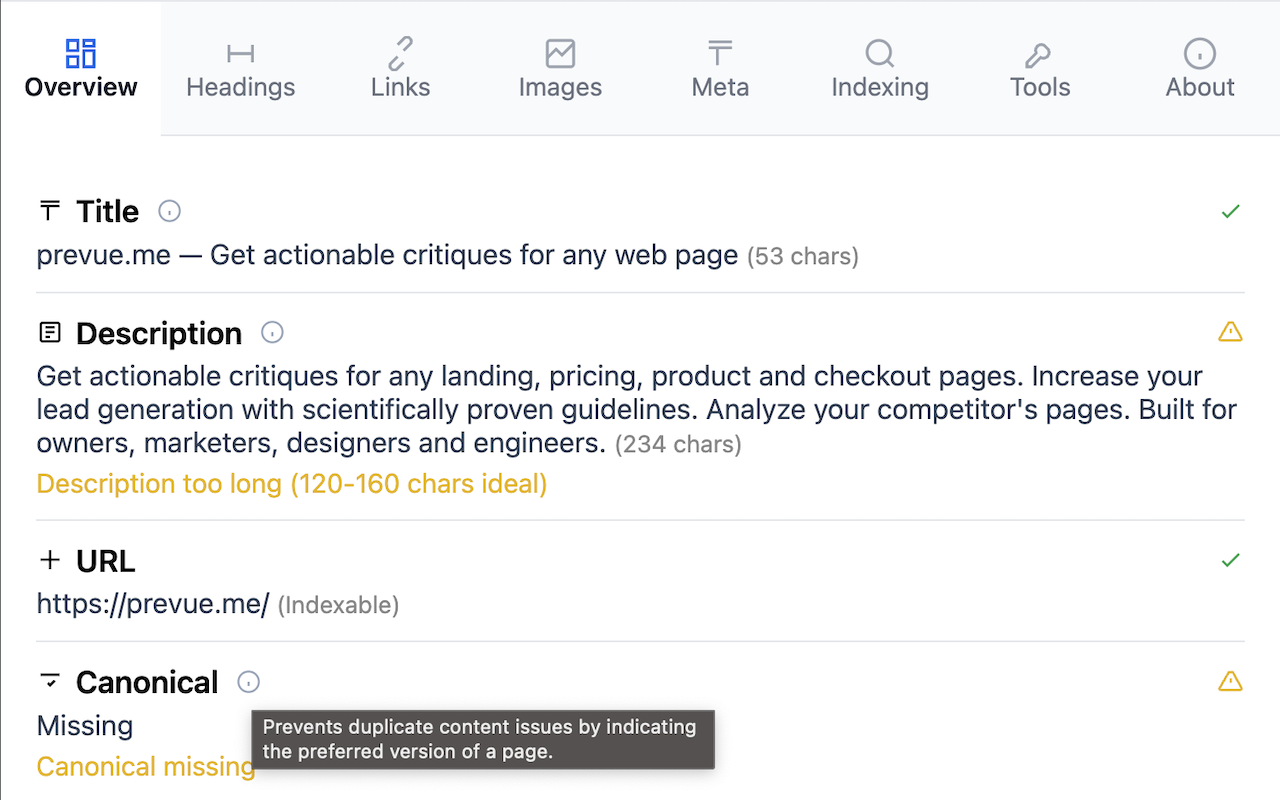 Overview
Headings
Links
Images
Meta
Indexing
Tools
About
Title
prevue.me — Get actionable critiques for any web page (53 chars)
Description
Get actionable critiques for any landing, pricing, product and checkout pages. Increase your
lead generation with scientifically proven guidelines. Analyze your competitor's pages. Built for
owners, marketers, designers and engineers. (234 chars)
Description too long (120-160 chars ideal)
URL
https://prevue.me/ (Indexable)
Canonical
Missing
Prevents duplicate content issues by indicating
the preferred version of a page.
Canonical missing